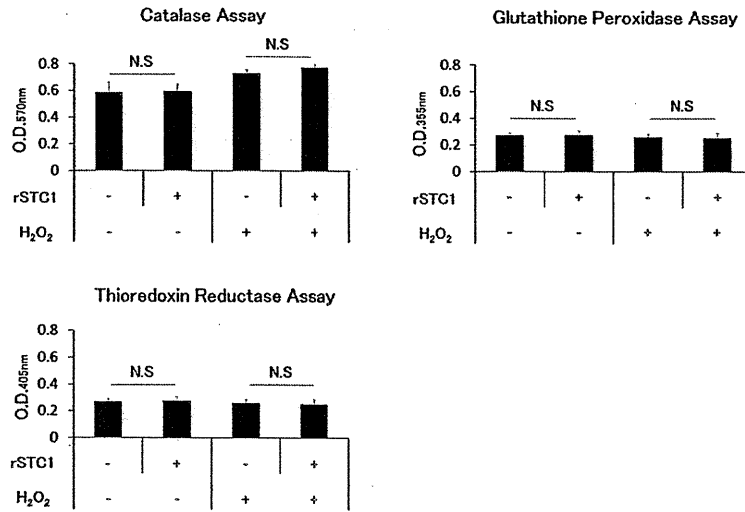 Catalase Assay
N.S
N.S
O.D.570nm
0.8
0.6
0.4
0.2
0
rSTC1 - + - +
H₂O₂ - - + +
Glutathione Peroxidase Assay
N.S
N.S
O.D.355nm
0.8
0.6
0.4
0.2
0
rSTC1 - + - +
H₂O₂ - - + +
Thioredoxin Reductase Assay
N.S
N.S
O.D.405nm
0.8
0.6
0.4
0.2
0
rSTC1 - + - +
H₂O₂ - - + +